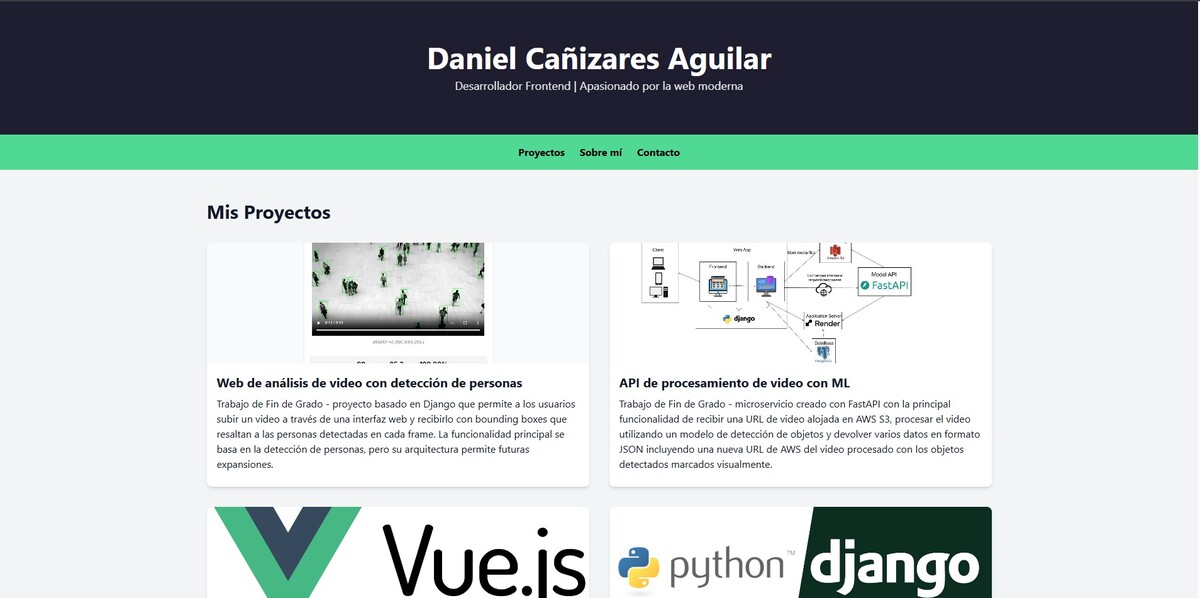 Daniel Cañizares Aguilar
Desarrollador Frontend | Apasionado por la web moderna
Proyectos Sobre mí Contacto
Mis Proyectos
Web de análisis de video con detección de personas
Trabajo de Fin de Grado - proyecto basado en Django que permite a los usuarios
subir un video a través de una interfaz web y recibirlo con bounding boxes que
resaltan a las personas detectadas en cada frame. La funcionalidad principal se
basa en la detección de personas, pero su arquitectura permite futuras
expansiones.
Client
Web App
Frontend
Backend
django
Model API
FastAPI
Application Server
Render
API de procesamiento de video con ML
Trabajo de Fin de Grado - microservicio creado con FastAPI con la principal
funcionalidad de recibir una URL de video alojada en AWS S3, procesar el video
utilizando un modelo de detección de objetos y devolver varios datos en formato
JSON incluyendo una nueva URL de AWS del video procesado con los objetos
detectados marcados visualmente.
Vue.js
python™ django